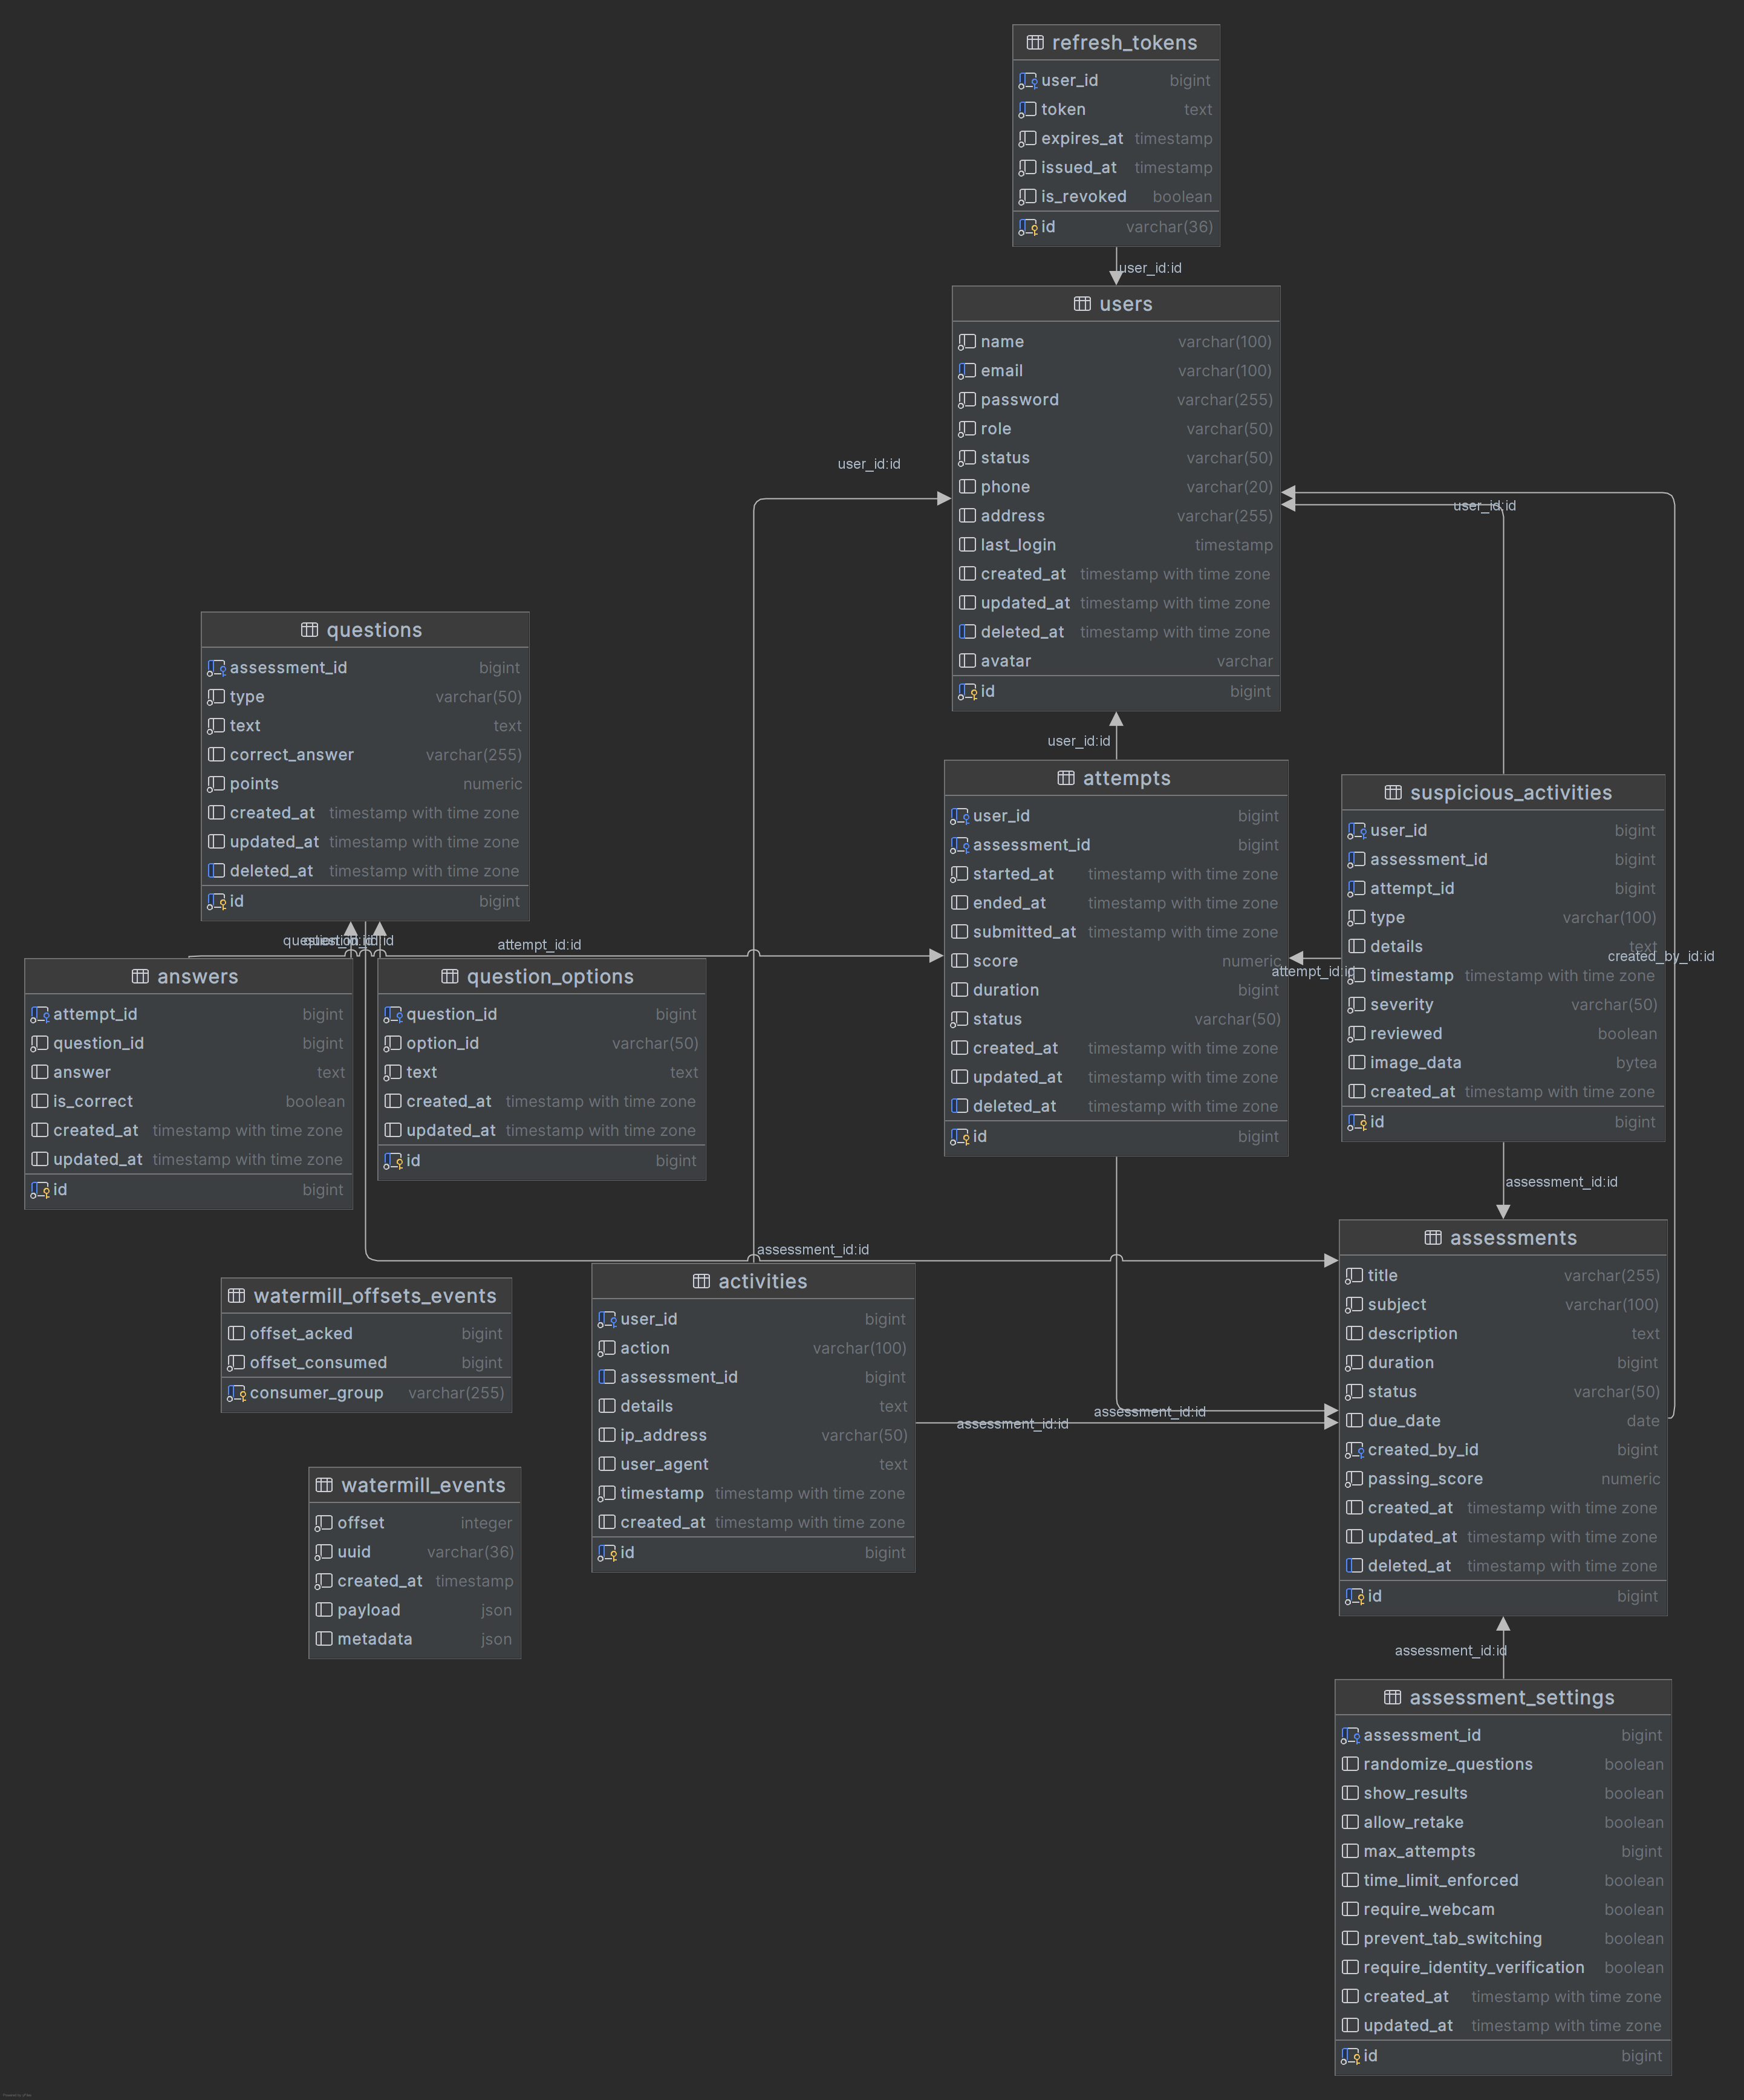 refresh_tokens
user_id bigint
token text
expires_at timestamp
issued_at timestamp
is_revoked boolean
id varchar(36)
user_id:id
users
name varchar(100)
email varchar(100)
password varchar(255)
role varchar(50)
status varchar(50)
phone varchar(20)
address varchar(255)
last_login timestamp
created_at timestamp with time zone
updated_at timestamp with time zone
deleted_at timestamp with time zone
avatar varchar
id bigint
user_id:id
user_id:id
user_id:id
questions
assessment_id bigint
type varchar(50)
text text
correct_answer varchar(255)
points numeric
created_at timestamp with time zone
updated_at timestamp with time zone
deleted_at timestamp with time zone
id bigint
question_id:id
question_id:id
attempt_id:id
attempts
user_id bigint
assessment_id bigint
started_at timestamp with time zone
ended_at timestamp with time zone
submitted_at timestamp with time zone
score numeric
duration bigint
status varchar(50)
created_at timestamp with time zone
updated_at timestamp with time zone
deleted_at timestamp with time zone
id bigint
attempt_id:id
suspicious_activities
user_id bigint
assessment_id bigint
attempt_id bigint
type varchar(100)
details text
timestamp timestamp with time zone
severity varchar(50)
reviewed boolean
image_data bytea
created_at timestamp with time zone
id bigint
created_by_id:id
answers
attempt_id bigint
question_id bigint
answer text
is_correct boolean
created_at timestamp with time zone
updated_at timestamp with time zone
id bigint
question_options
question_id bigint
option_id varchar(50)
text text
created_at timestamp with time zone
updated_at timestamp with time zone
id bigint
assessment_id:id
assessment_id:id
watermill_offsets_events
offset_acked bigint
offset_consumed bigint
consumer_group varchar(255)
watermill_events
offset integer
uuid varchar(36)
created_at timestamp
payload json
metadata json
activities
user_id bigint
action varchar(100)
assessment_id bigint
details text
ip_address varchar(50)
user_agent text
timestamp timestamp with time zone
created_at timestamp with time zone
id bigint
assessment_id:id
assessment_id:id
assessments
title varchar(255)
subject varchar(100)
description text
duration bigint
status varchar(50)
due_date date
created_by_id bigint
passing_score numeric
created_at timestamp with time zone
updated_at timestamp with time zone
deleted_at timestamp with time zone
id bigint
assessment_id:id
assessment_settings
assessment_id bigint
randomize_questions boolean
show_results boolean
allow_retake boolean
max_attempts bigint
time_limit_enforced boolean
require_webcam boolean
prevent_tab_switching boolean
require_identity_verification boolean
created_at timestamp with time zone
updated_at timestamp with time zone
id bigint